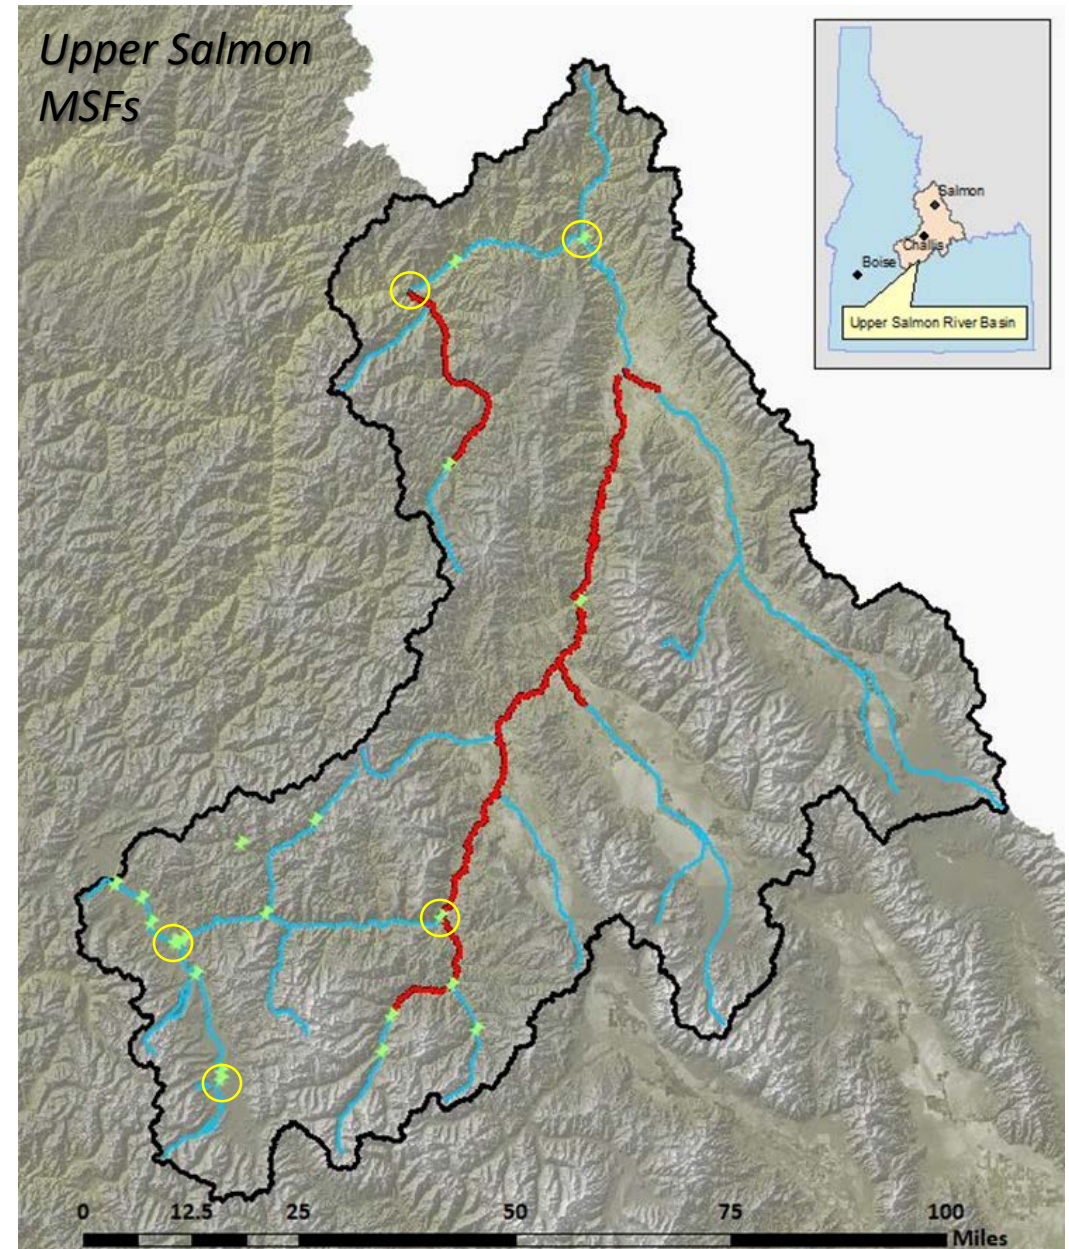 Upper Salmon
MSFs
Salmon
Challis
Boise
Upper Salmon River Basin
0 12.5 25 50 75 100
Miles